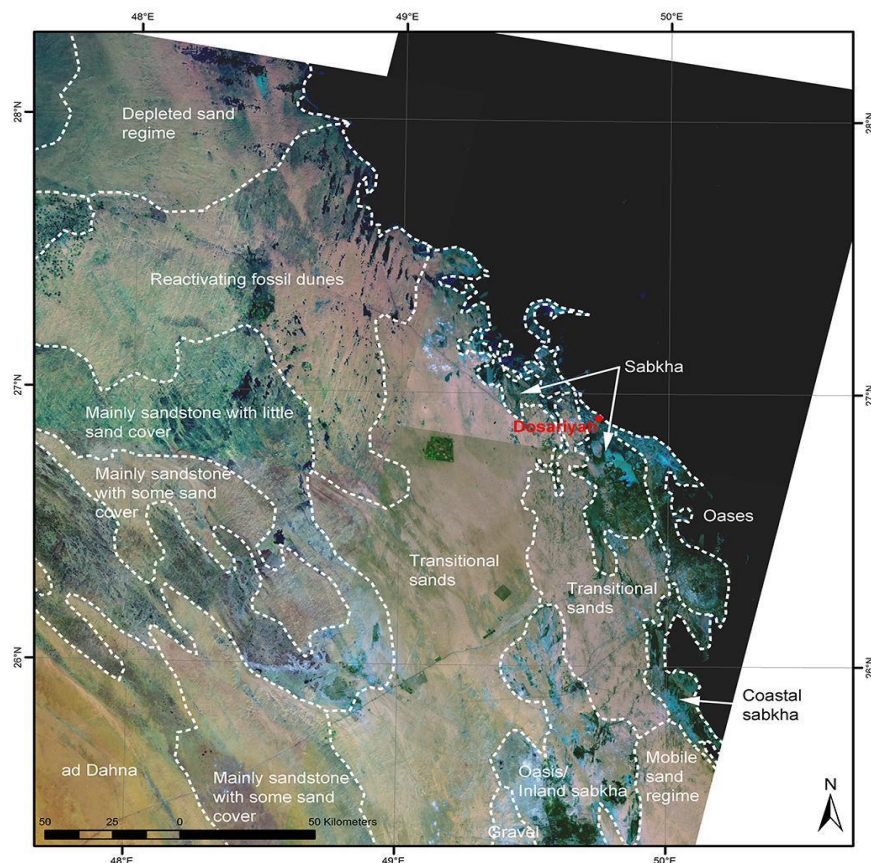 48°E
49°E
50°E
28°N
28°N
Depleted sand
regime
Reactivating fossil dunes
27°N
27°N
Sabkha
Dosariyah
Mainly sandstone with little
sand cover
Mainly sandstone
with some sand
cover
Oases
Transitional
sands
Transitional
sands
26°N
26°N
Coastal
sabkha
ad Dahna
Mainly sandstone
with some sand
cover
Oasis/
Inland sabkha
Mobile
sand
regime
Gravel
N
50
25
0
50 Kilometers
48°E
49°E
50°E